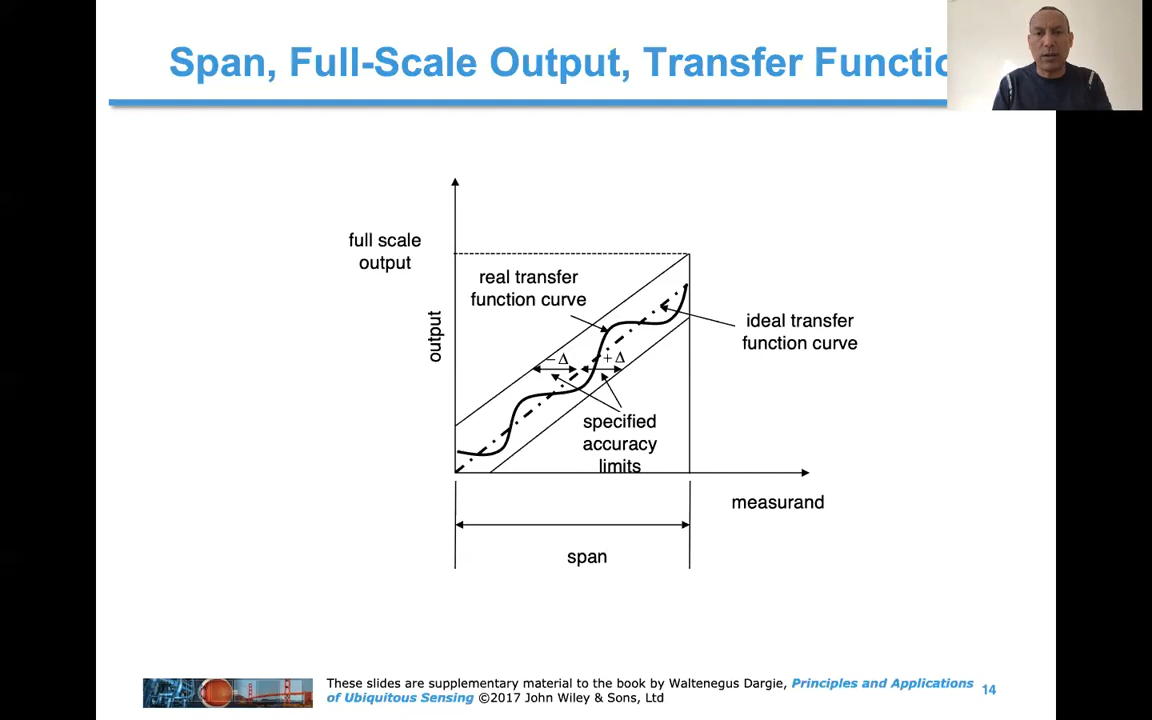 Span, Full-Scale Output, Transfer Functio
full scale
output
real transfer
function curve
output
ideal transfer
function curve
− Δ
+ Δ
specified
accuracy
limits
measurand
span
These slides are supplementary material to the book by Waltenegus Dargie, Principles and Applications
of Ubiquitous Sensing ©2017 John Wiley & Sons, Ltd
14